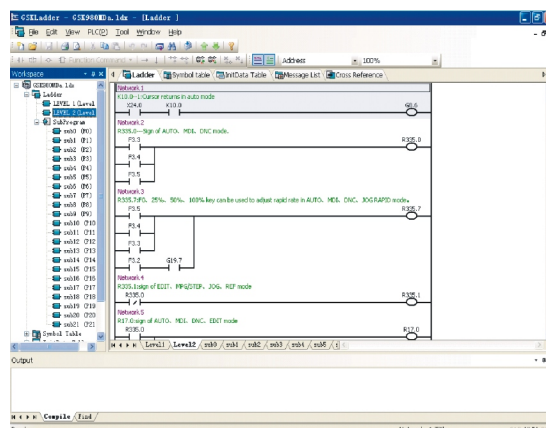 GSKLadder - GSK980MDa.ldx - [Ladder ]
File Edit View PLC(P) Tool Window Help
Function Command
Address 100%
Workspace
Ladder Symbol table InitData Table Message List Cross Reference
GSK980MDa.ldx
Ladder
LEVEL 1(Level
LEVEL 2(Level
SubProgram
sub0 (P0)
sub1 (P1)
sub2 (P2)
sub3 (P3)
sub4 (P4)
sub5 (P5)
sub6 (P6)
sub7 (P7)
sub8 (P8)
sub9 (P9)
sub10 (P10
sub11 (P11
sub12 (P12
sub13 (P13
sub14 (P14
sub15 (P15
sub16 (P16
sub17 (P17
sub18 (P18
sub19 (P19
sub20 (P20
sub21 (P21
Symbol Table
Network 1
K10.0--1:Cursor returns in auto mode
X24.0 K10.0 G8.6
Network 2
R335.0---Sign of AUTO、MDI、DNC mode.
F3.3 R335.0
F3.4
F3.5
Network 3
R335.7:F0、25%、50%、100% key can be used to adjust rapid rate in AUTO、MDI、DNC、JOG RAPID mode。
F3.5 R335.7
F3.4
F3.3
F3.2 G19.7
Network 4
R335.1:sign of EDIT、MPG/STEP、JOG、REF mode
R335.0 R335.1
Network 5
R17.0:sign of AUTO、MDI、DNC、EDIT mode
R335.0 R17.0
Level1 Level2 sub0 sub1 sub2 sub3 sub4 sub5
Output
Compile Find